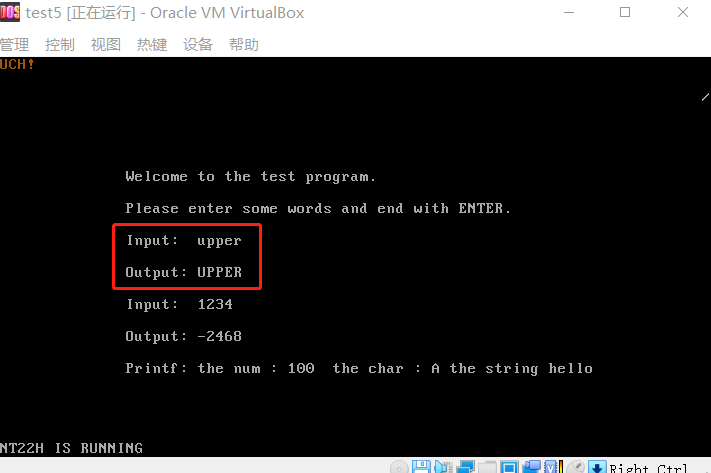 DOS test5 [正在运行] - Oracle VM VirtualBox
管理 控制 视图 热键 设备 帮助
UCH!
Welcome to the test program.
Please enter some words and end with ENTER.
Input: upper
Output: UPPER
Input: 1234
Output: -2468
Printf: the num : 100 the char : A the string hello
NT22H IS RUNNING
Right Ctrl